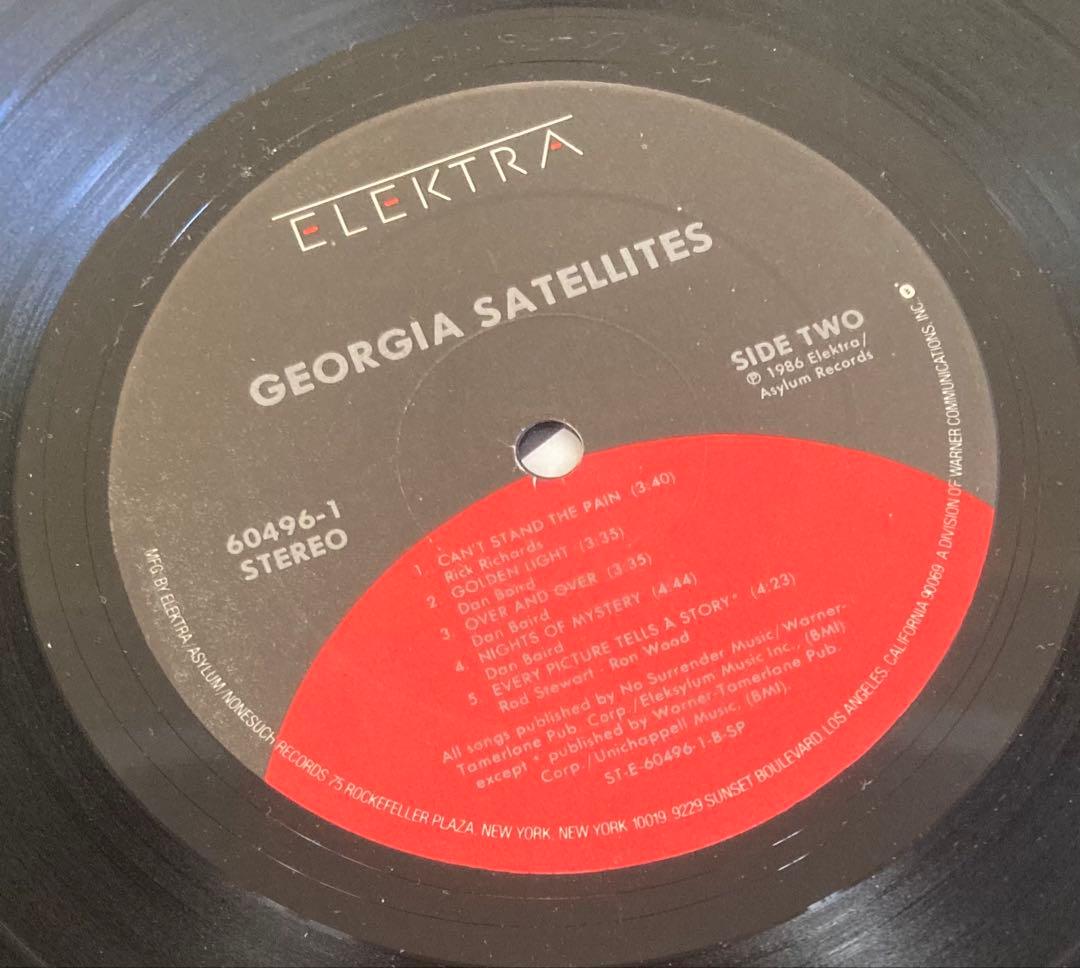 ELEKTRA
GEORGIA SATELLITES
SIDE TWO
℗ 1986 Elektra/
Asylum Records
60496-1
STEREO
1. CAN'T STAND THE PAIN (3:40)
Rick Richards
2. GOLDEN LIGHT (3:35)
Dan Baird
3. OVER AND OVER (3:35)
Dan Baird
4. NIGHTS OF MYSTERY (4:44)
Dan Baird
5. EVERY PICTURE TELLS A STORY* (4:23)
Rod Stewart Ron Wood
All songs published by No Surrender Music/Warner-
Tamerlane Pub. Corp./Eleksylum Music Inc., (BMI)
except * published by Warner-Tamerlane Pub.
Corp./Unichappell Music, (BMI).
ST-E-60496-1-B-SP
MFG. BY ELEKTRA/ASYLUM/NONESUCH RECORDS 75 ROCKEFELLER PLAZA, NEW YORK, NEW YORK 10019 9229 SUNSET BOULEVARD, LOS ANGELES, CALIFORNIA 90069 A DIVISION OF WARNER COMMUNICATIONS, INC.